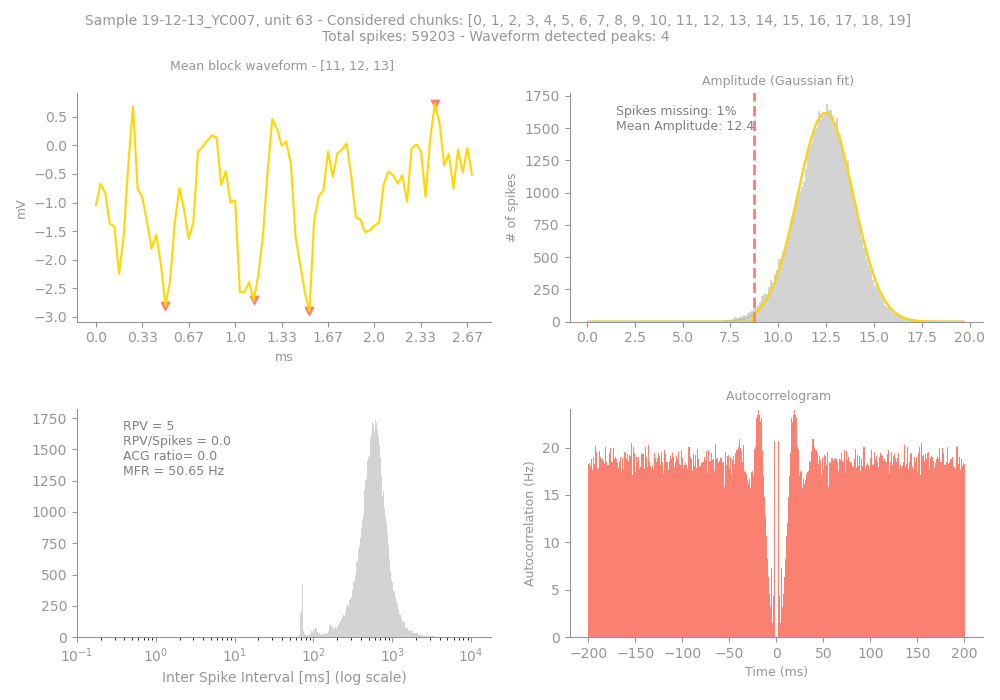 Sample 19-12-13_YC007, unit 63 - Considered chunks: [0, 1, 2, 3, 4, 5, 6, 7, 8, 9, 10, 11, 12, 13, 14, 15, 16, 17, 18, 19]
Total spikes: 59203 - Waveform detected peaks: 4
Mean block waveform - [11, 12, 13]
mV
0.5
0.0
−0.5
−1.0
−1.5
−2.0
−2.5
−3.0
0.0 0.33 0.67 1.0 1.33 1.67 2.0 2.33 2.67
ms
Amplitude (Gaussian fit)
Spikes missing: 1%
Mean Amplitude: 12.4
# of spikes
1750
1500
1250
1000
750
500
250
0
0.0 2.5 5.0 7.5 10.0 12.5 15.0 17.5 20.0
RPV = 5
RPV/Spikes = 0.0
ACG ratio= 0.0
MFR = 50.65 Hz
1750
1500
1250
1000
750
500
250
0
10⁻¹ 10⁰ 10¹ 10² 10³ 10⁴
Inter Spike Interval [ms] (log scale)
Autocorrelogram
Autocorrelation (Hz)
20
15
10
5
0
−200 −150 −100 −50 0 50 100 150 200
Time (ms)